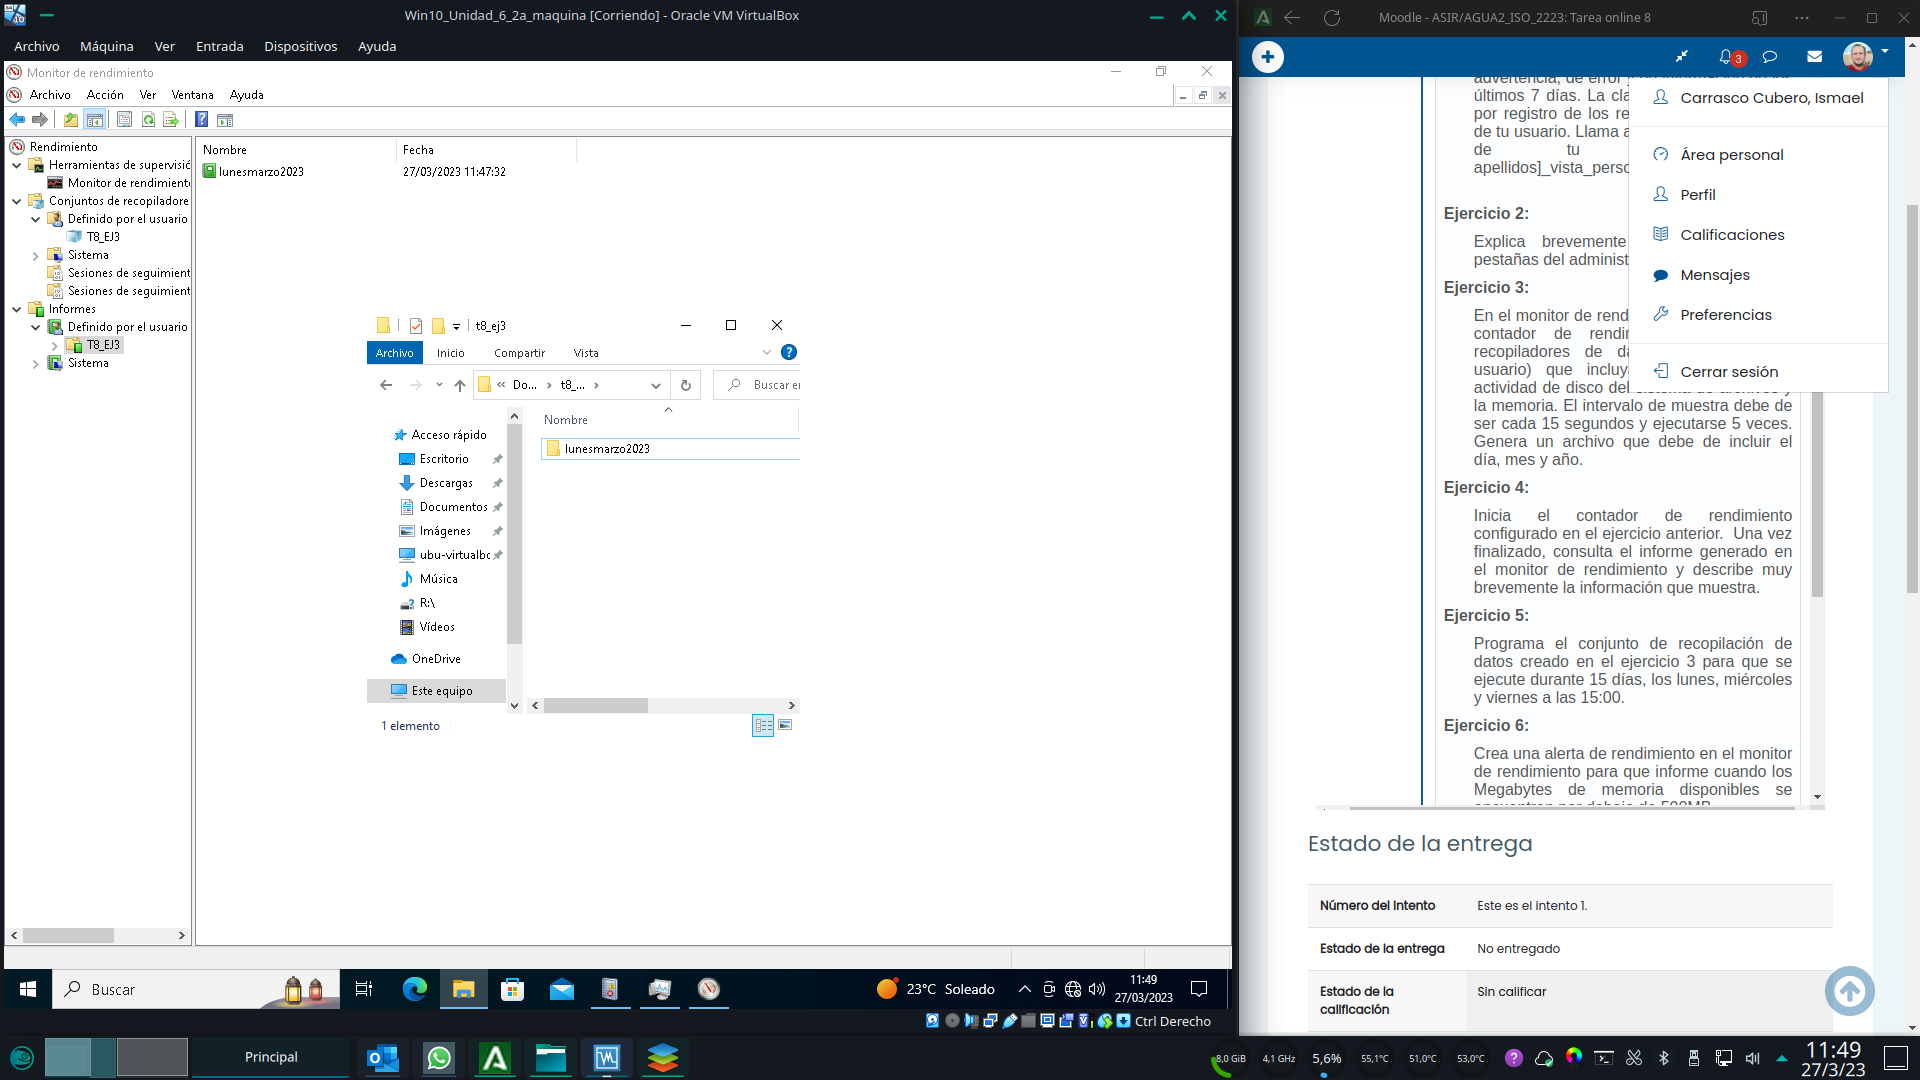 Win10_Unidad_6_2a_maquina [Corriendo] - Oracle VM VirtualBox
Archivo Máquina Ver Entrada Dispositivos Ayuda
Monitor de rendimiento
Archivo Acción Ver Ventana Ayuda
Rendimiento
Herramientas de supervisió
Monitor de rendimient
Conjuntos de recopiladore
Definido por el usuario
T8_EJ3
Sistema
Sesiones de seguimient
Sesiones de seguimient
Informes
Definido por el usuario
T8_EJ3
Sistema
Nombre Fecha
lunesmarzo2023 27/03/2023 11:47:32
t8_ej3
Archivo Inicio Compartir Vista
« Do... › t8_... ›
Buscar en
Acceso rápido
Escritorio
Descargas
Documentos
Imágenes
ubu-virtualbc
Música
R:\
Vídeos
OneDrive
Este equipo
Nombre
lunesmarzo2023
1 elemento
Buscar
23°C Soleado
11:49
27/03/2023
Ctrl Derecho
Moodle - ASIR/AGUA2_ISO_2223: Tarea online 8
3
últimos 7 días. La cla
por registro de los re
de tu usuario. Llama a
de tu
apellidos]_vista_perso
Carrasco Cubero, Ismael
Área personal
Perfil
Calificaciones
Mensajes
Preferencias
Cerrar sesión
Ejercicio 2:
Explica brevemente
pestañas del administ
Ejercicio 3:
En el monitor de rend
contador de rendir
recopiladores de da
usuario) que incluya
actividad de disco del sistema de archivos y
la memoria. El intervalo de muestra debe de
ser cada 15 segundos y ejecutarse 5 veces.
Genera un archivo que debe de incluir el
día, mes y año.
Ejercicio 4:
Inicia el contador de rendimiento
configurado en el ejercicio anterior. Una vez
finalizado, consulta el informe generado en
el monitor de rendimiento y describe muy
brevemente la información que muestra.
Ejercicio 5:
Programa el conjunto de recopilación de
datos creado en el ejercicio 3 para que se
ejecute durante 15 días, los lunes, miércoles
y viernes a las 15:00.
Ejercicio 6:
Crea una alerta de rendimiento en el monitor
de rendimiento para que informe cuando los
Megabytes de memoria disponibles se
encuentren por debajo de 500MB
Estado de la entrega
Número del Intento Este es el intento 1.
Estado de la entrega No entregado
Estado de la calificación Sin calificar
Principal
8,0 GiB 4,1 GHz 5,6% 55,1°C 51,0°C 53,0°C
11:49
27/3/23